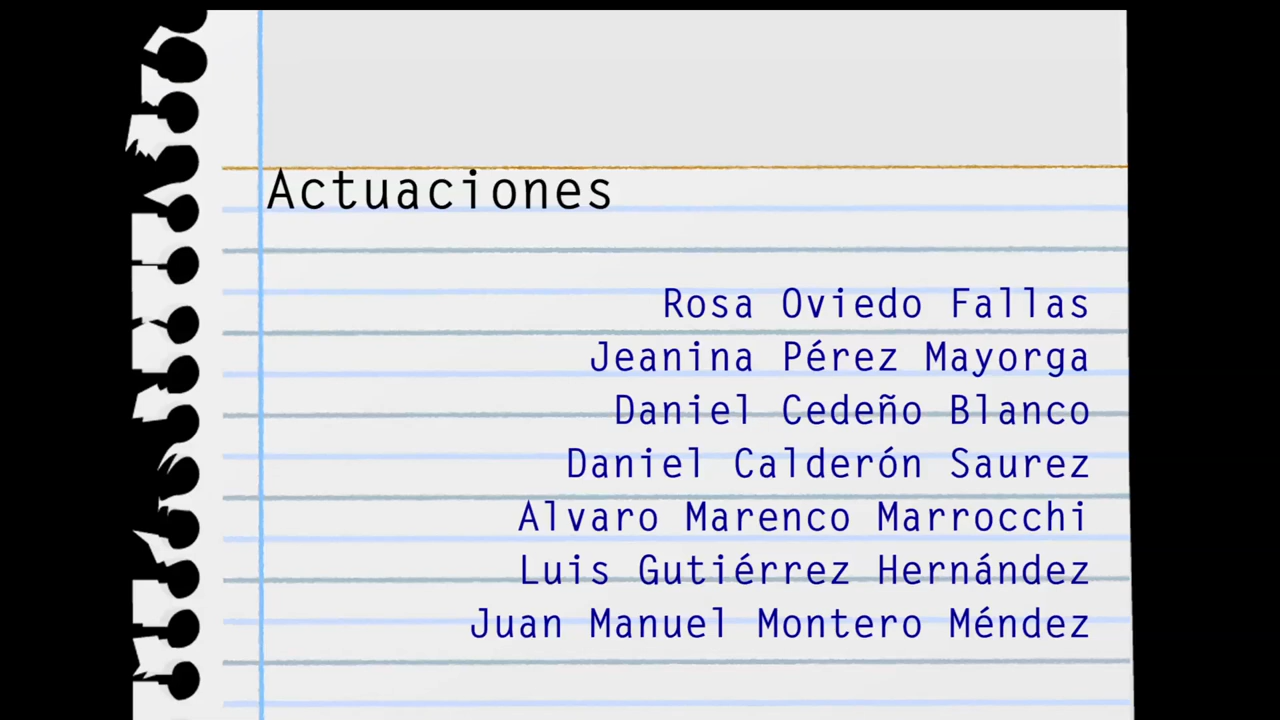 Actuaciones
Rosa Oviedo Fallas
Jeanina Pérez Mayorga
Daniel Cedeño Blanco
Daniel Calderón Saurez
Alvaro Marenco Marrocchi
Luis Gutiérrez Hernández
Juan Manuel Montero Méndez